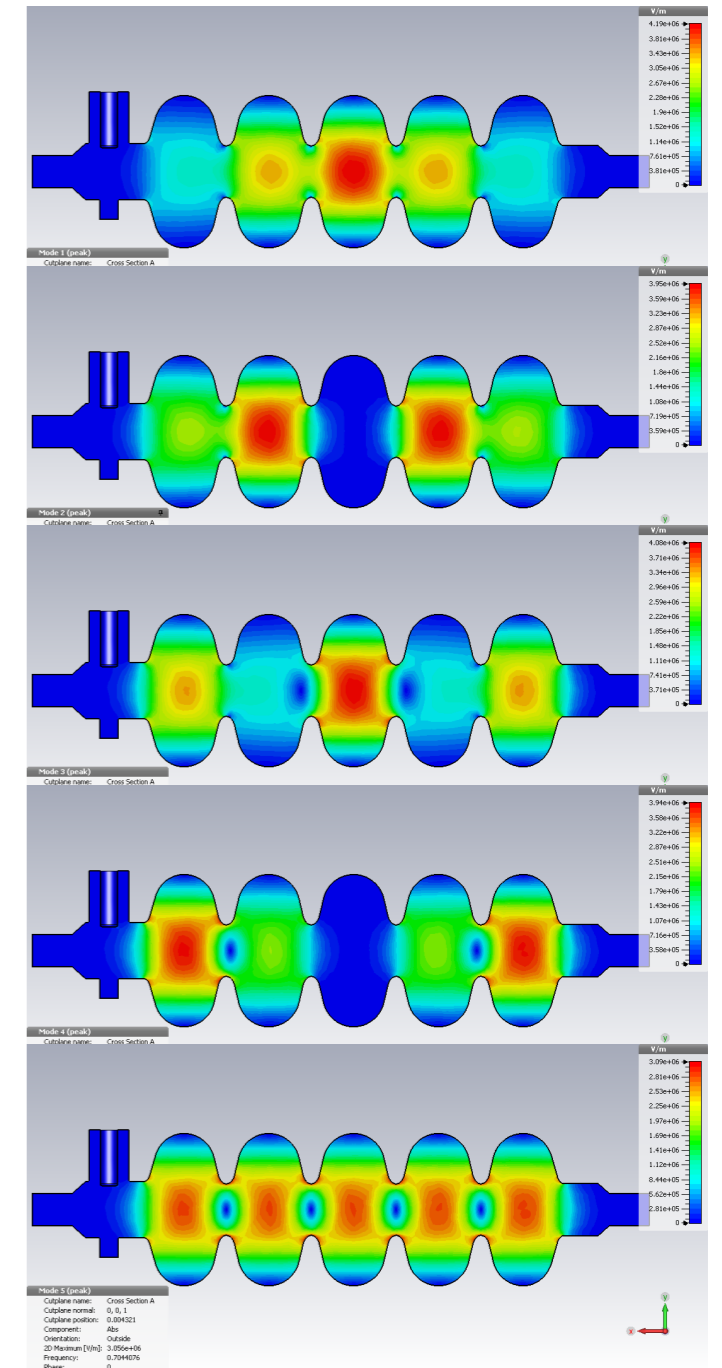 V/m
4.19e+06
3.81e+06
3.43e+06
3.05e+06
2.67e+06
2.28e+06
1.9e+06
1.52e+06
1.14e+06
7.61e+05
3.81e+05
0
Mode 1 (peak)
Cutplane name: Cross Section A
y
V/m
3.95e+06
3.59e+06
3.23e+06
2.87e+06
2.52e+06
2.16e+06
1.8e+06
1.44e+06
1.08e+06
7.19e+05
3.59e+05
0
Mode 2 (peak)
Cutplane name: Cross Section A
y
V/m
4.08e+06
3.71e+06
3.34e+06
2.96e+06
2.59e+06
2.22e+06
1.85e+06
1.48e+06
1.11e+06
7.41e+05
3.71e+05
0
Mode 3 (peak)
Cutplane name: Cross Section A
y
V/m
3.94e+06
3.58e+06
3.22e+06
2.87e+06
2.51e+06
2.15e+06
1.79e+06
1.43e+06
1.07e+06
7.16e+05
3.58e+05
0
Mode 4 (peak)
Cutplane name: Cross Section A
y
V/m
3.09e+06
2.81e+06
2.53e+06
2.25e+06
1.97e+06
1.69e+06
1.41e+06
1.12e+06
8.44e+05
5.62e+05
2.81e+05
0
Mode 5 (peak)
Cutplane name: Cross Section A
Cutplane normal: 0, 0, 1
Cutplane position: 0.004321
Component: Abs
Orientation: Outside
2D Maximum [V/m]: 3.056e+06
Frequency: 0.7044076
Phase: 0
y
x